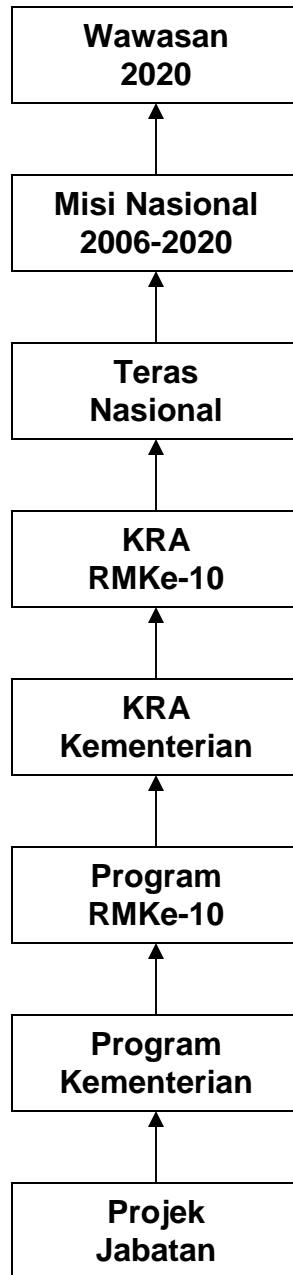 Wawasan
2020
Misi Nasional
2006-2020
Teras
Nasional
KRA
RMKe-10
KRA
Kementerian
Program
RMKe-10
Program
Kementerian
Projek
Jabatan